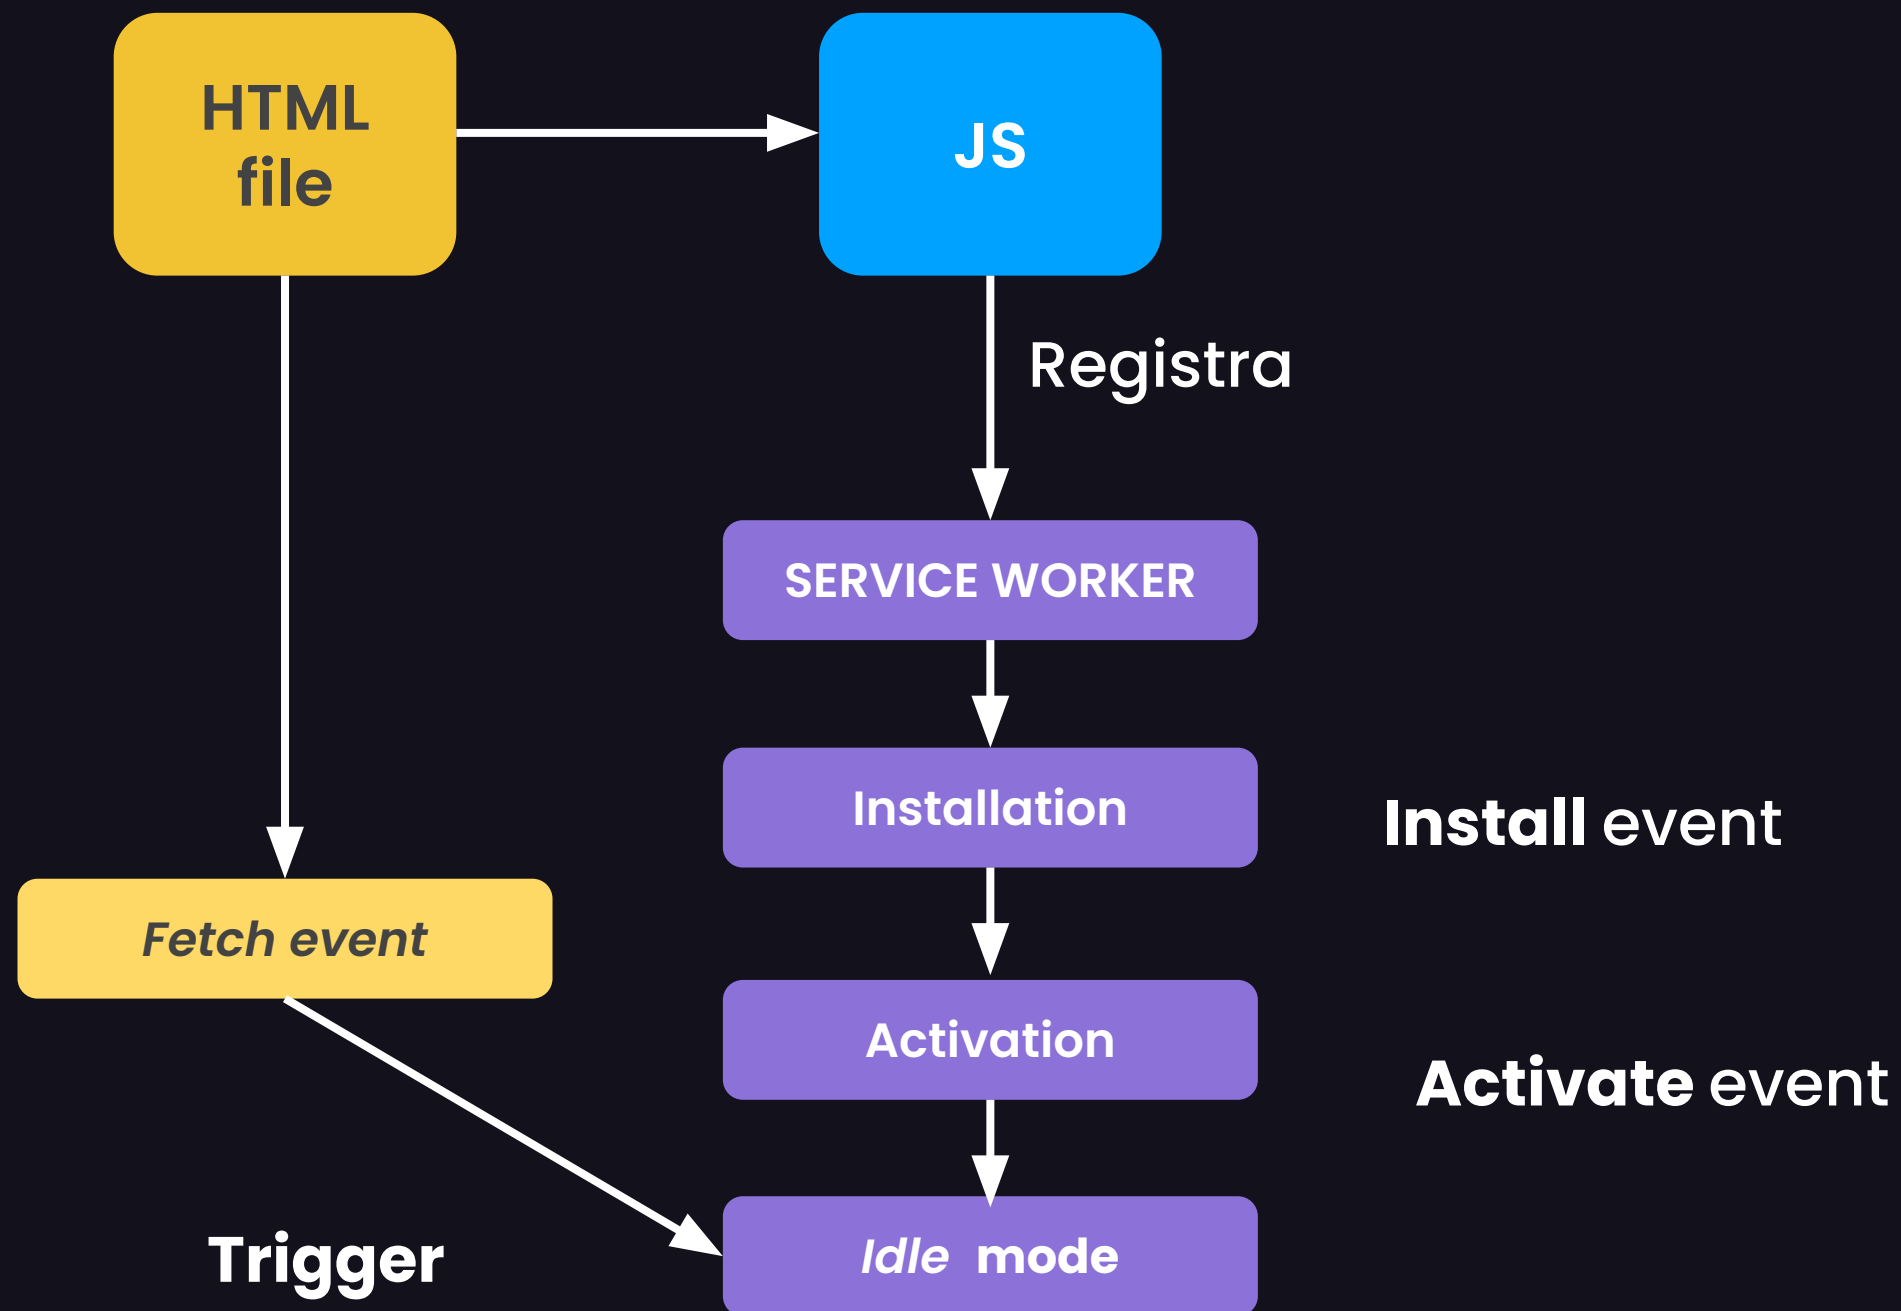 HTML
file
JS
Registra
SERVICE WORKER
Installation
Install event
Fetch event
Activation
Activate event
Trigger
Idle mode